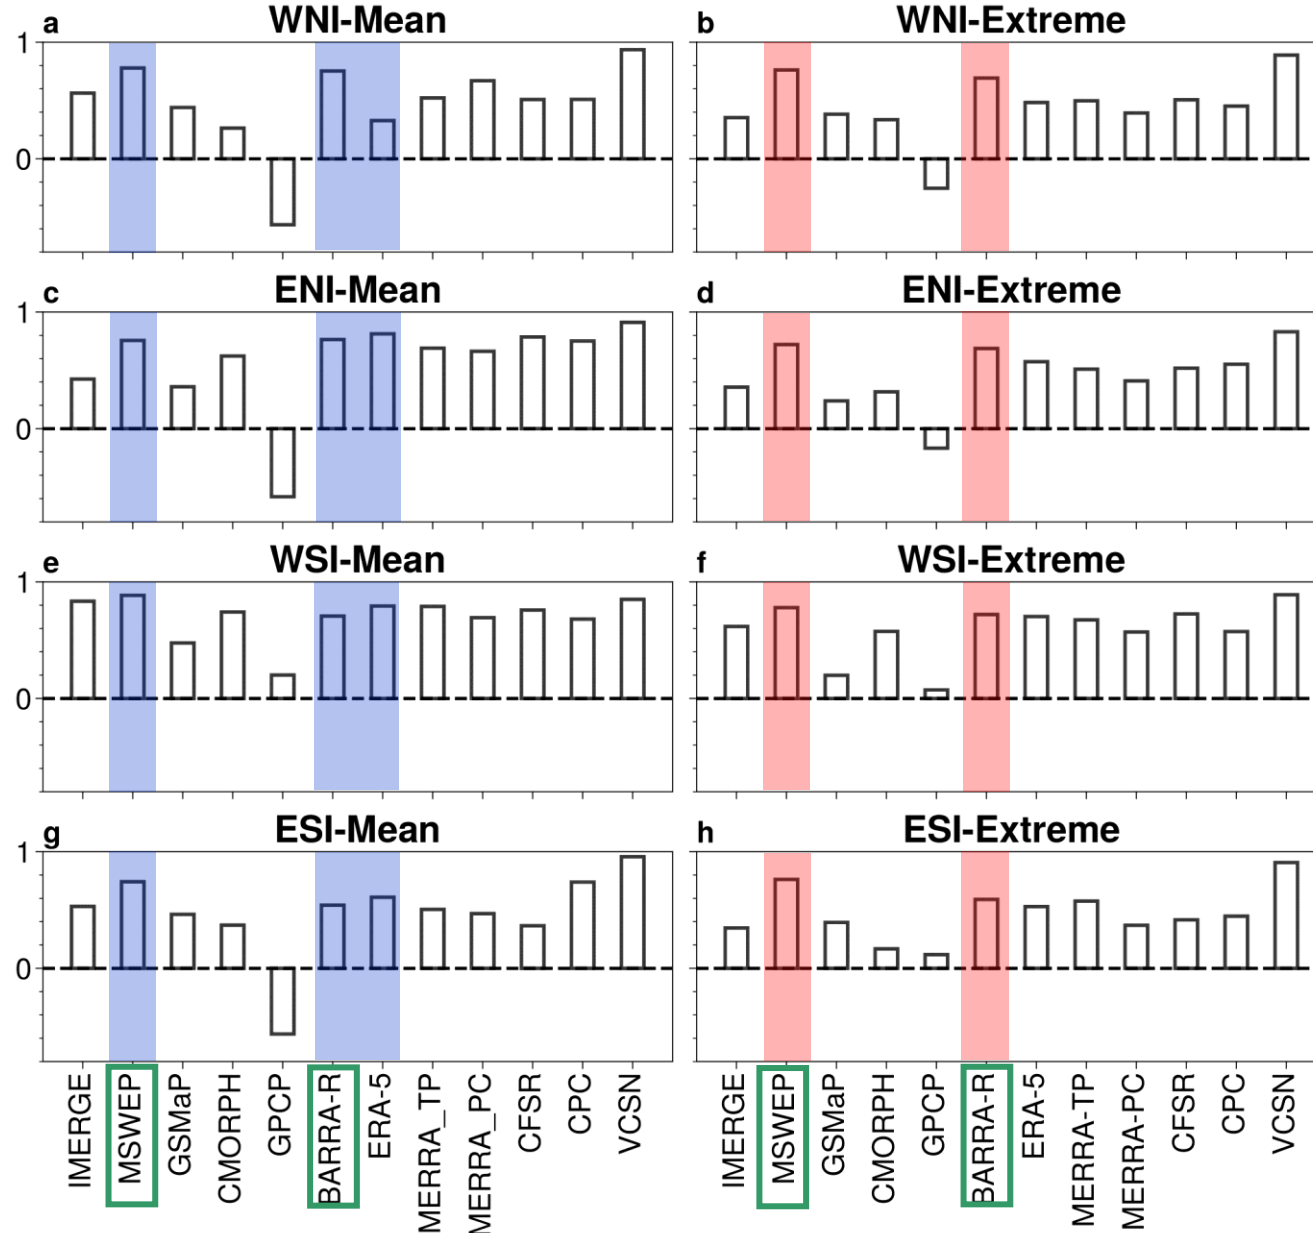 a WNI-Mean
1
0
b WNI-Extreme
c ENI-Mean
1
0
d ENI-Extreme
e WSI-Mean
1
0
f WSI-Extreme
g ESI-Mean
1
0
h ESI-Extreme
IMERGE
MSWEP
GSMaP
CMORPH
GPCP
BARRA-R
ERA-5
MERRA_TP
MERRA_PC
CFSR
CPC
VCSN
IMERGE
MSWEP
GSMaP
CMORPH
GPCP
BARRA-R
ERA-5
MERRA-TP
MERRA-PC
CFSR
CPC
VCSN